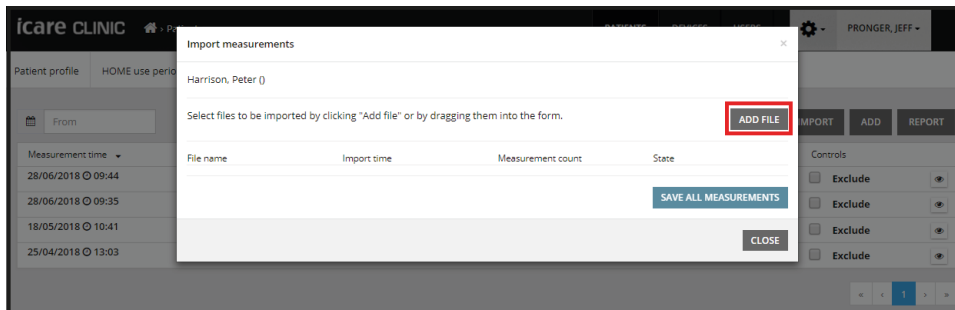 icare CLINIC
PATIENTS DEVICES USERS
PRONGER, JEFF
Import measurements
Patient profile HOME use perio
Harrison, Peter ()
From
Select files to be imported by clicking "Add file" or by dragging them into the form.
ADD FILE
IMPORT ADD REPORT
Measurement time
File name Import time Measurement count State
Controls
28/06/2018 09:44
Exclude
28/06/2018 09:35
SAVE ALL MEASUREMENTS
Exclude
18/05/2018 10:41
Exclude
CLOSE
25/04/2018 13:03
Exclude
« ‹ 1 › »